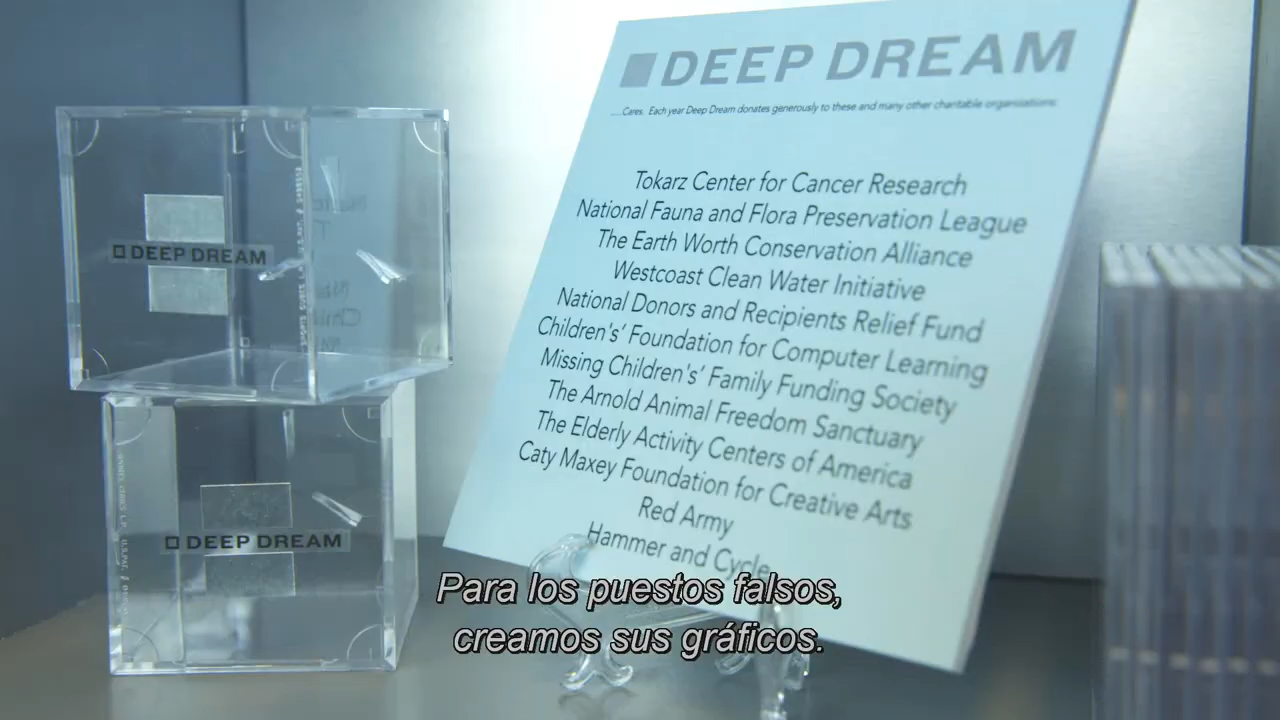 DEEP DREAM
.....Cares. Each year Deep Dream donates generously to these and many other charitable organizations:
Tokarz Center for Cancer Research
National Fauna and Flora Preservation League
The Earth Worth Conservation Alliance
Westcoast Clean Water Initiative
National Donors and Recipients Relief Fund
Children's' Foundation for Computer Learning
Missing Children's' Family Funding Society
The Arnold Animal Freedom Sanctuary
The Elderly Activity Centers of America
Caty Maxey Foundation for Creative Arts
Red Army
Hammer and Cycle
DEEP DREAM
DEEP DREAM
Para los puestos falsos,
creamos sus gráficos.